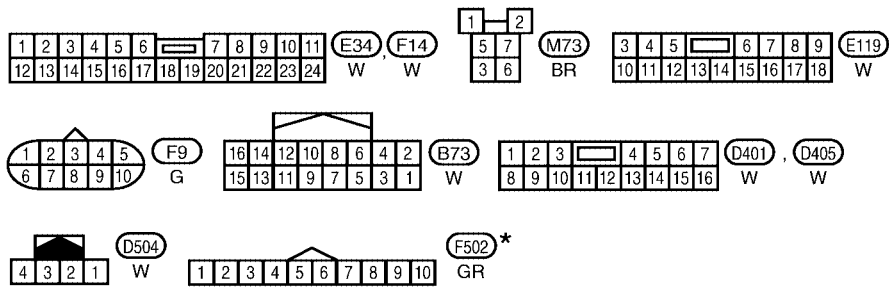 1 2
1 2 3 4 5 6 7 8 9 10 11 E34 , F14 5 7 M73 3 4 5 6 7 8 9 E119
12 13 14 15 16 17 18 19 20 21 22 23 24 W W 3 6 BR 10 11 12 13 14 15 16 17 18 W
1 2 3 4 5 F9 16 14 12 10 8 6 4 2 B73 1 2 3 4 5 6 7 D401 , D405
6 7 8 9 10 G 15 13 11 9 7 5 3 1 W 8 9 10 11 12 13 14 15 16 W W
D504 F502 *
4 3 2 1 W 1 2 3 4 5 6 7 8 9 10 GR